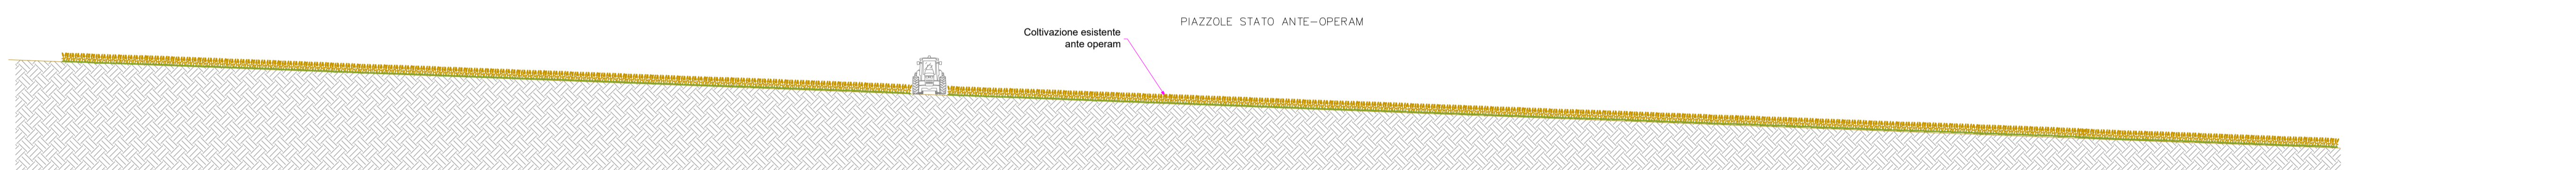 PIAZZOLE STATO ANTE-OPERAM
Coltivazione esistente
ante operam